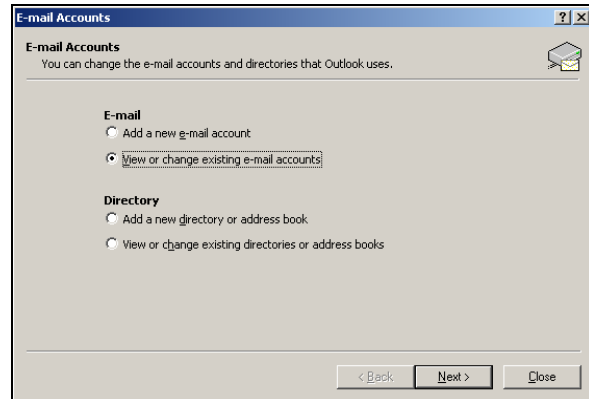 E-mail Accounts
E-mail Accounts
You can change the e-mail accounts and directories that Outlook uses.
E-mail
Add a new e-mail account
View or change existing e-mail accounts
Directory
Add a new directory or address book
View or change existing directories or address books
< Back
Next >
Close